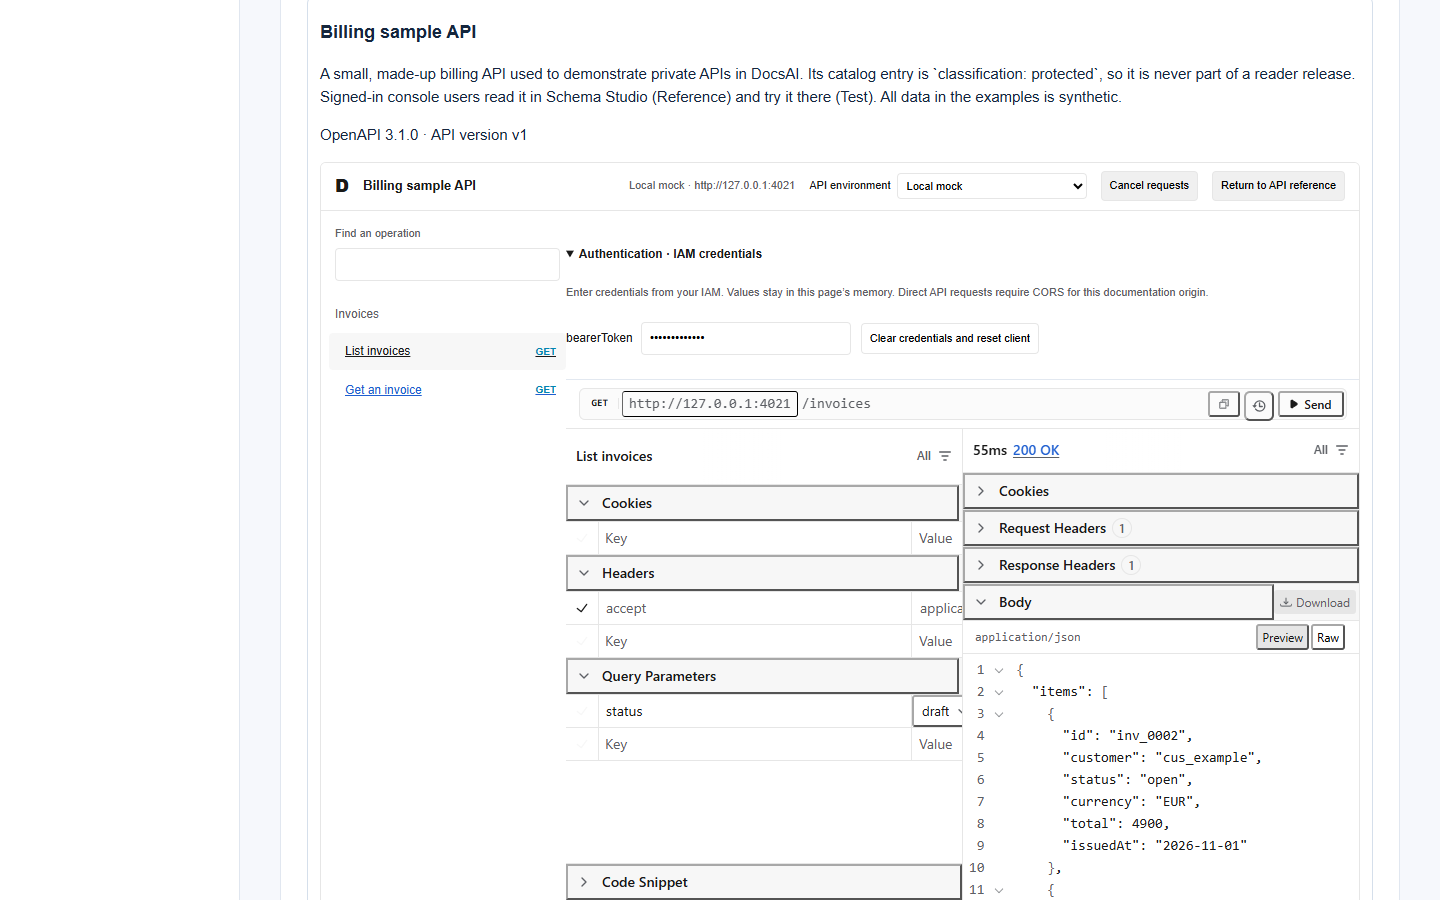 Billing sample API
A small, made-up billing API used to demonstrate private APIs in DocsAI. Its catalog entry is `classification: protected`, so it is never part of a reader release.
Signed-in console users read it in Schema Studio (Reference) and try it there (Test). All data in the examples is synthetic.
OpenAPI 3.1.0 · API version v1
D Billing sample API Local mock · http://127.0.0.1:4021 API environment Local mock Cancel requests Return to API reference
Find an operation
Authentication · IAM credentials
Enter credentials from your IAM. Values stay in this page's memory. Direct API requests require CORS for this documentation origin.
Invoices
bearerToken ••••••••••••• Clear credentials and reset client
List invoices GET
Get an invoice GET
GET http://127.0.0.1:4021 /invoices Send
List invoices All
Cookies
Key Value
Headers
accept applica
Key Value
Query Parameters
status draft
Key Value
Code Snippet
55ms 200 OK All
Cookies
Request Headers 1
Response Headers 1
Body Download
application/json Preview Raw
1 {
2 "items": [
3 {
4 "id": "inv_0002",
5 "customer": "cus_example",
6 "status": "open",
7 "currency": "EUR",
8 "total": 4900,
9 "issuedAt": "2026-11-01"
10 },
11 {